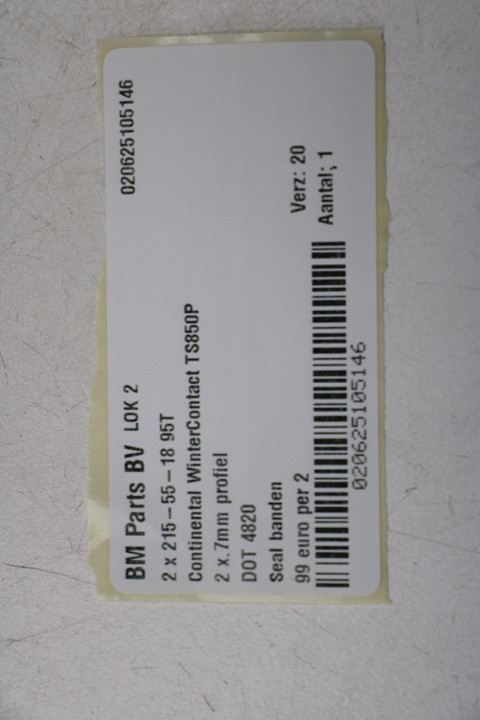 020625105146
BM Parts BV LOK 2
2 x 215-55-18 95T
Continental WinterContact TS850P
2 x.7mm profiel
DOT 4820
Seal banden
99 euro per 2
Verz: 20
Aantal; 1
020625105146